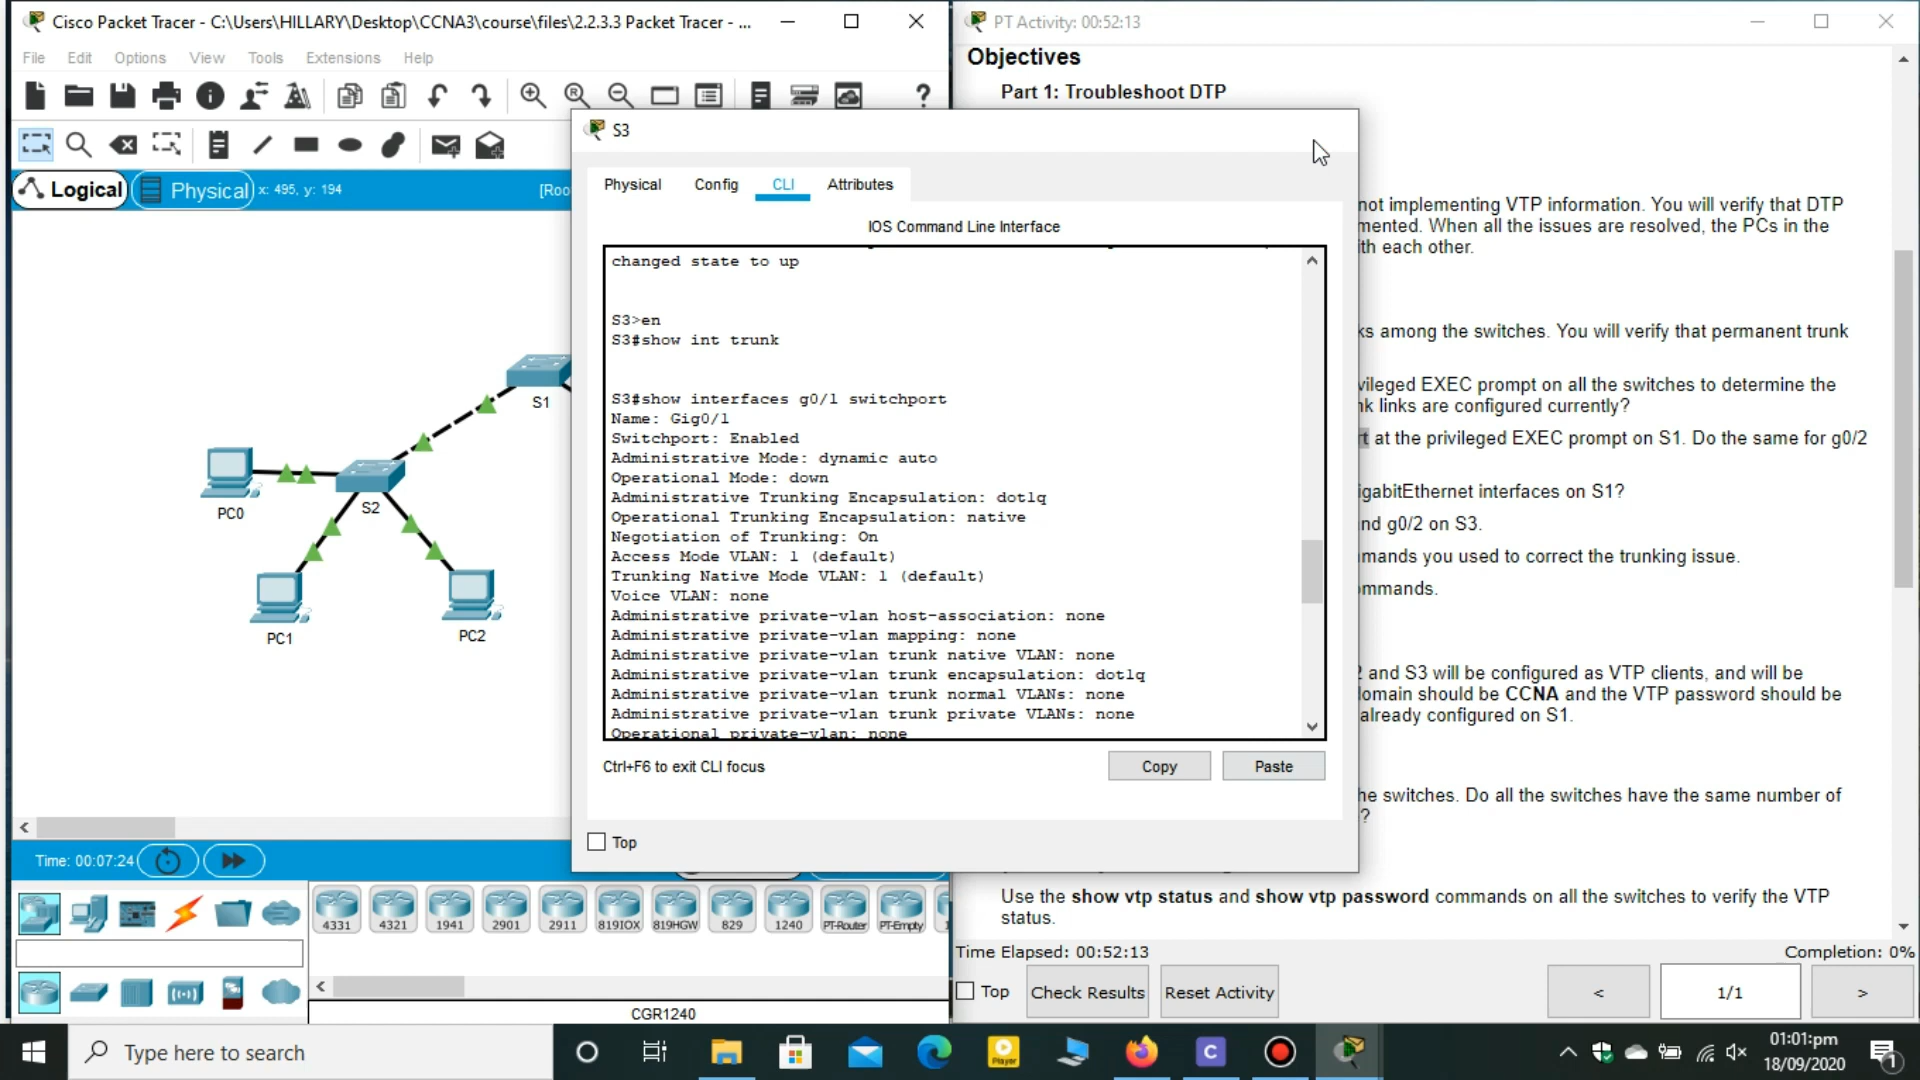 Cisco Packet Tracer - C:\Users\HILLARY\Desktop\CCNA3\course\files\2.2.3.3 Packet Tracer - ...
File Edit Options View Tools Extensions Help
Logical
Physical
x: 495, y: 194
[Roo
S1
PC0
S2
PC1
PC2
Time: 00:07:24
4331
4321
1941
2901
2911
819IOX
819HGW
829
1240
PT-Router
PT-Empty
CGR1240
S3
Physical Config CLI Attributes
IOS Command Line Interface
changed state to up
S3>en
S3#show int trunk
S3#show interfaces g0/1 switchport
Name: Gig0/1
Switchport: Enabled
Administrative Mode: dynamic auto
Operational Mode: down
Administrative Trunking Encapsulation: dot1q
Operational Trunking Encapsulation: native
Negotiation of Trunking: On
Access Mode VLAN: 1 (default)
Trunking Native Mode VLAN: 1 (default)
Voice VLAN: none
Administrative private-vlan host-association: none
Administrative private-vlan mapping: none
Administrative private-vlan trunk native VLAN: none
Administrative private-vlan trunk encapsulation: dot1q
Administrative private-vlan trunk normal VLANs: none
Administrative private-vlan trunk private VLANs: none
Operational private-vlan: none
Ctrl+F6 to exit CLI focus
Copy
Paste
Top
PT Activity: 00:52:13
Objectives
Part 1: Troubleshoot DTP
not implementing VTP information. You will verify that DTP
mented. When all the issues are resolved, the PCs in the
ith each other.
ks among the switches. You will verify that permanent trunk
vileged EXEC prompt on all the switches to determine the
nk links are configured currently?
rt at the privileged EXEC prompt on S1. Do the same for g0/2
igabitEthernet interfaces on S1?
nd g0/2 on S3.
mands you used to correct the trunking issue.
ommands.
2 and S3 will be configured as VTP clients, and will be
domain should be CCNA and the VTP password should be
already configured on S1.
he switches. Do all the switches have the same number of
?
Use the show vtp status and show vtp password commands on all the switches to verify the VTP
status.
Time Elapsed: 00:52:13
Completion: 0%
Top
Check Results
Reset Activity
<
1/1
>
Type here to search
Player
C
01:01:pm
18/09/2020
1